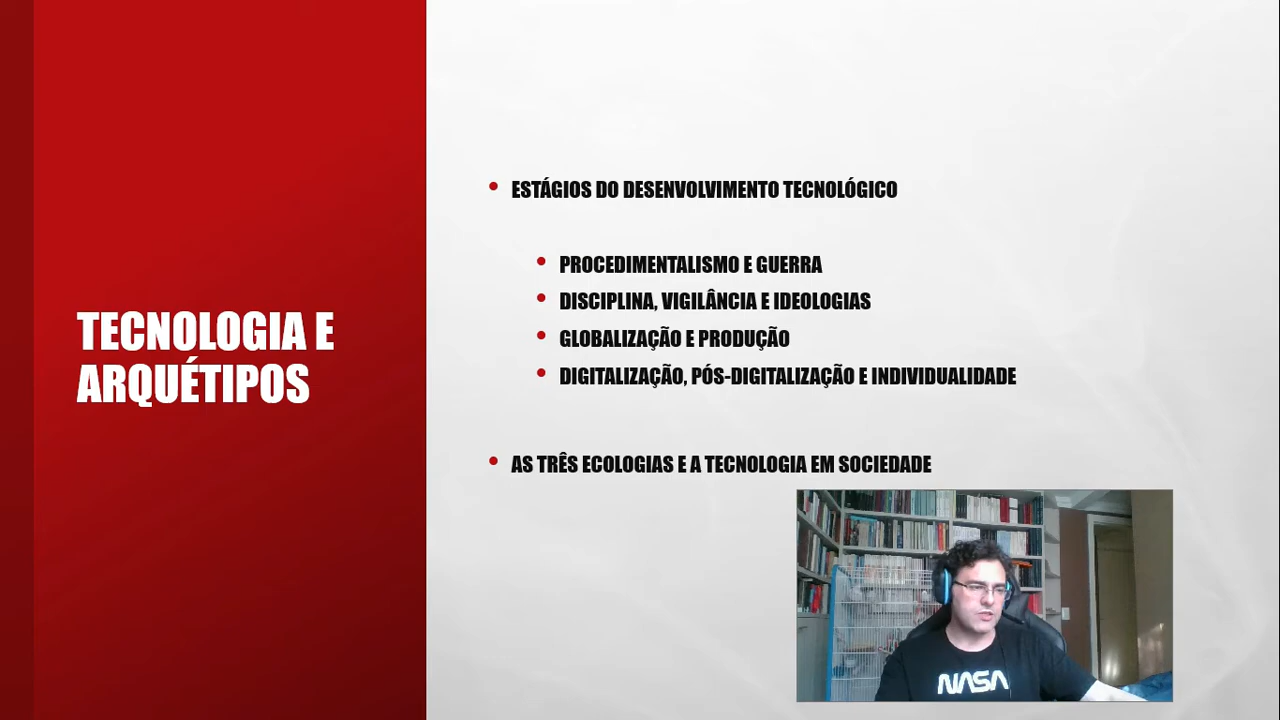 TECNOLOGIA E
ARQUÉTIPOS
ESTÁGIOS DO DESENVOLVIMENTO TECNOLÓGICO
PROCEDIMENTALISMO E GUERRA
DISCIPLINA, VIGILÂNCIA E IDEOLOGIAS
GLOBALIZAÇÃO E PRODUÇÃO
DIGITALIZAÇÃO, PÓS-DIGITALIZAÇÃO E INDIVIDUALIDADE
AS TRÊS ECOLOGIAS E A TECNOLOGIA EM SOCIEDADE
NASA